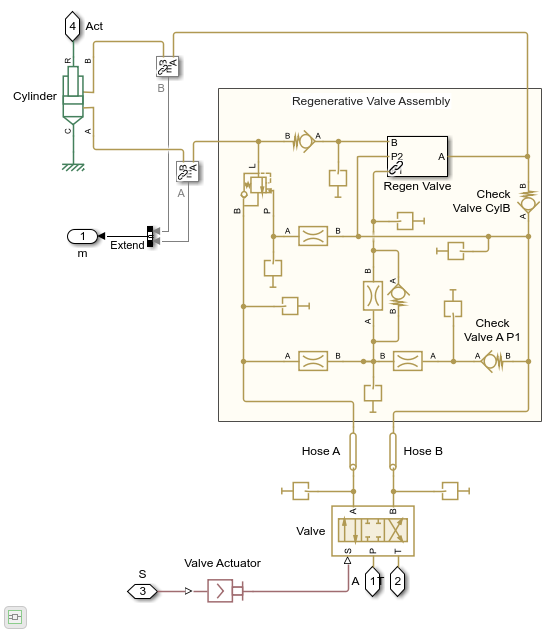 4
Act
R
B
Cylinder
C
A
B
A
B
A
B
A
1
m
Extend
Regenerative Valve Assembly
B
A
B
P2
A
Regen Valve
L
B
P
Check
Valve CylB
B
A
A
B
B
A
A
B
Check
Valve A P1
A
B
B
A
A
B
Hose A
Hose B
Valve
A
B
S
P
T
Valve Actuator
S
3
A
1
T
2